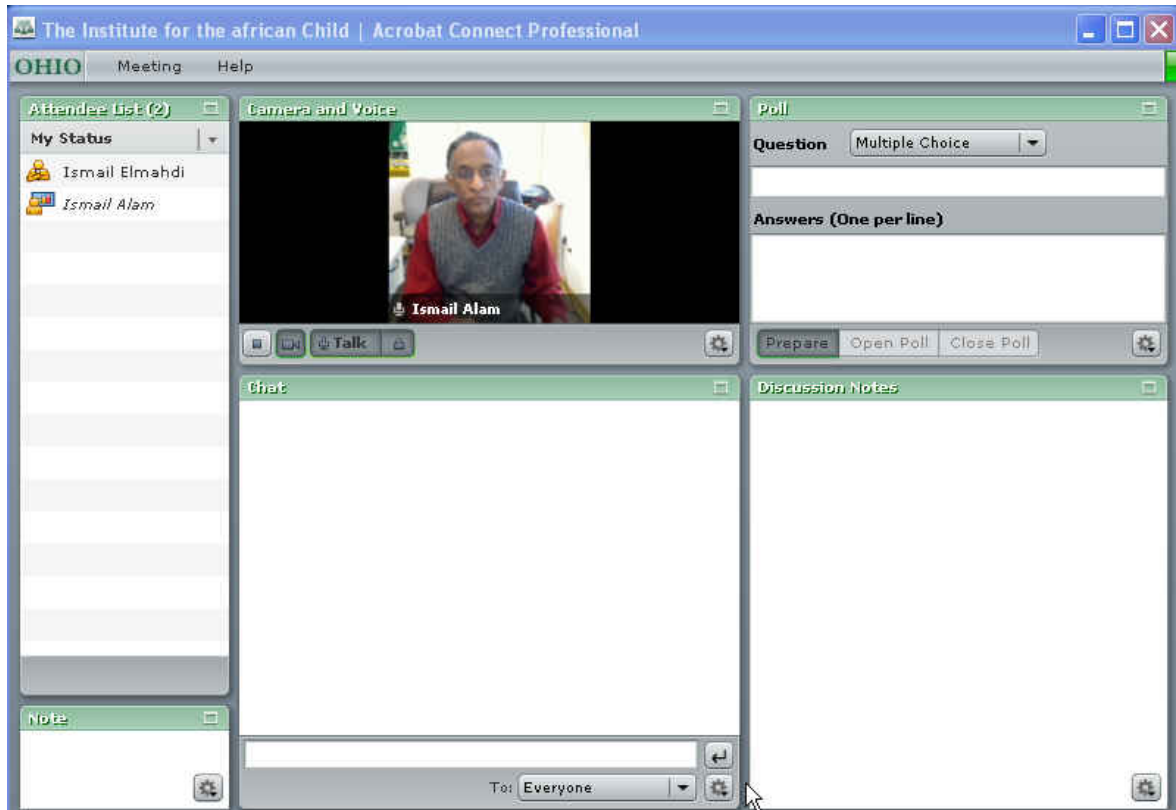 The Institute for the african Child | Acrobat Connect Professional
OHIO Meeting Help
Attendee List (2)
My Status
Ismail Elmahdi
Ismail Alam
Camera and Voice
Ismail Alam
Talk
Poll
Question Multiple Choice
Answers (One per line)
Prepare Open Poll Close Poll
Chat
To: Everyone
Discussion Notes
Note